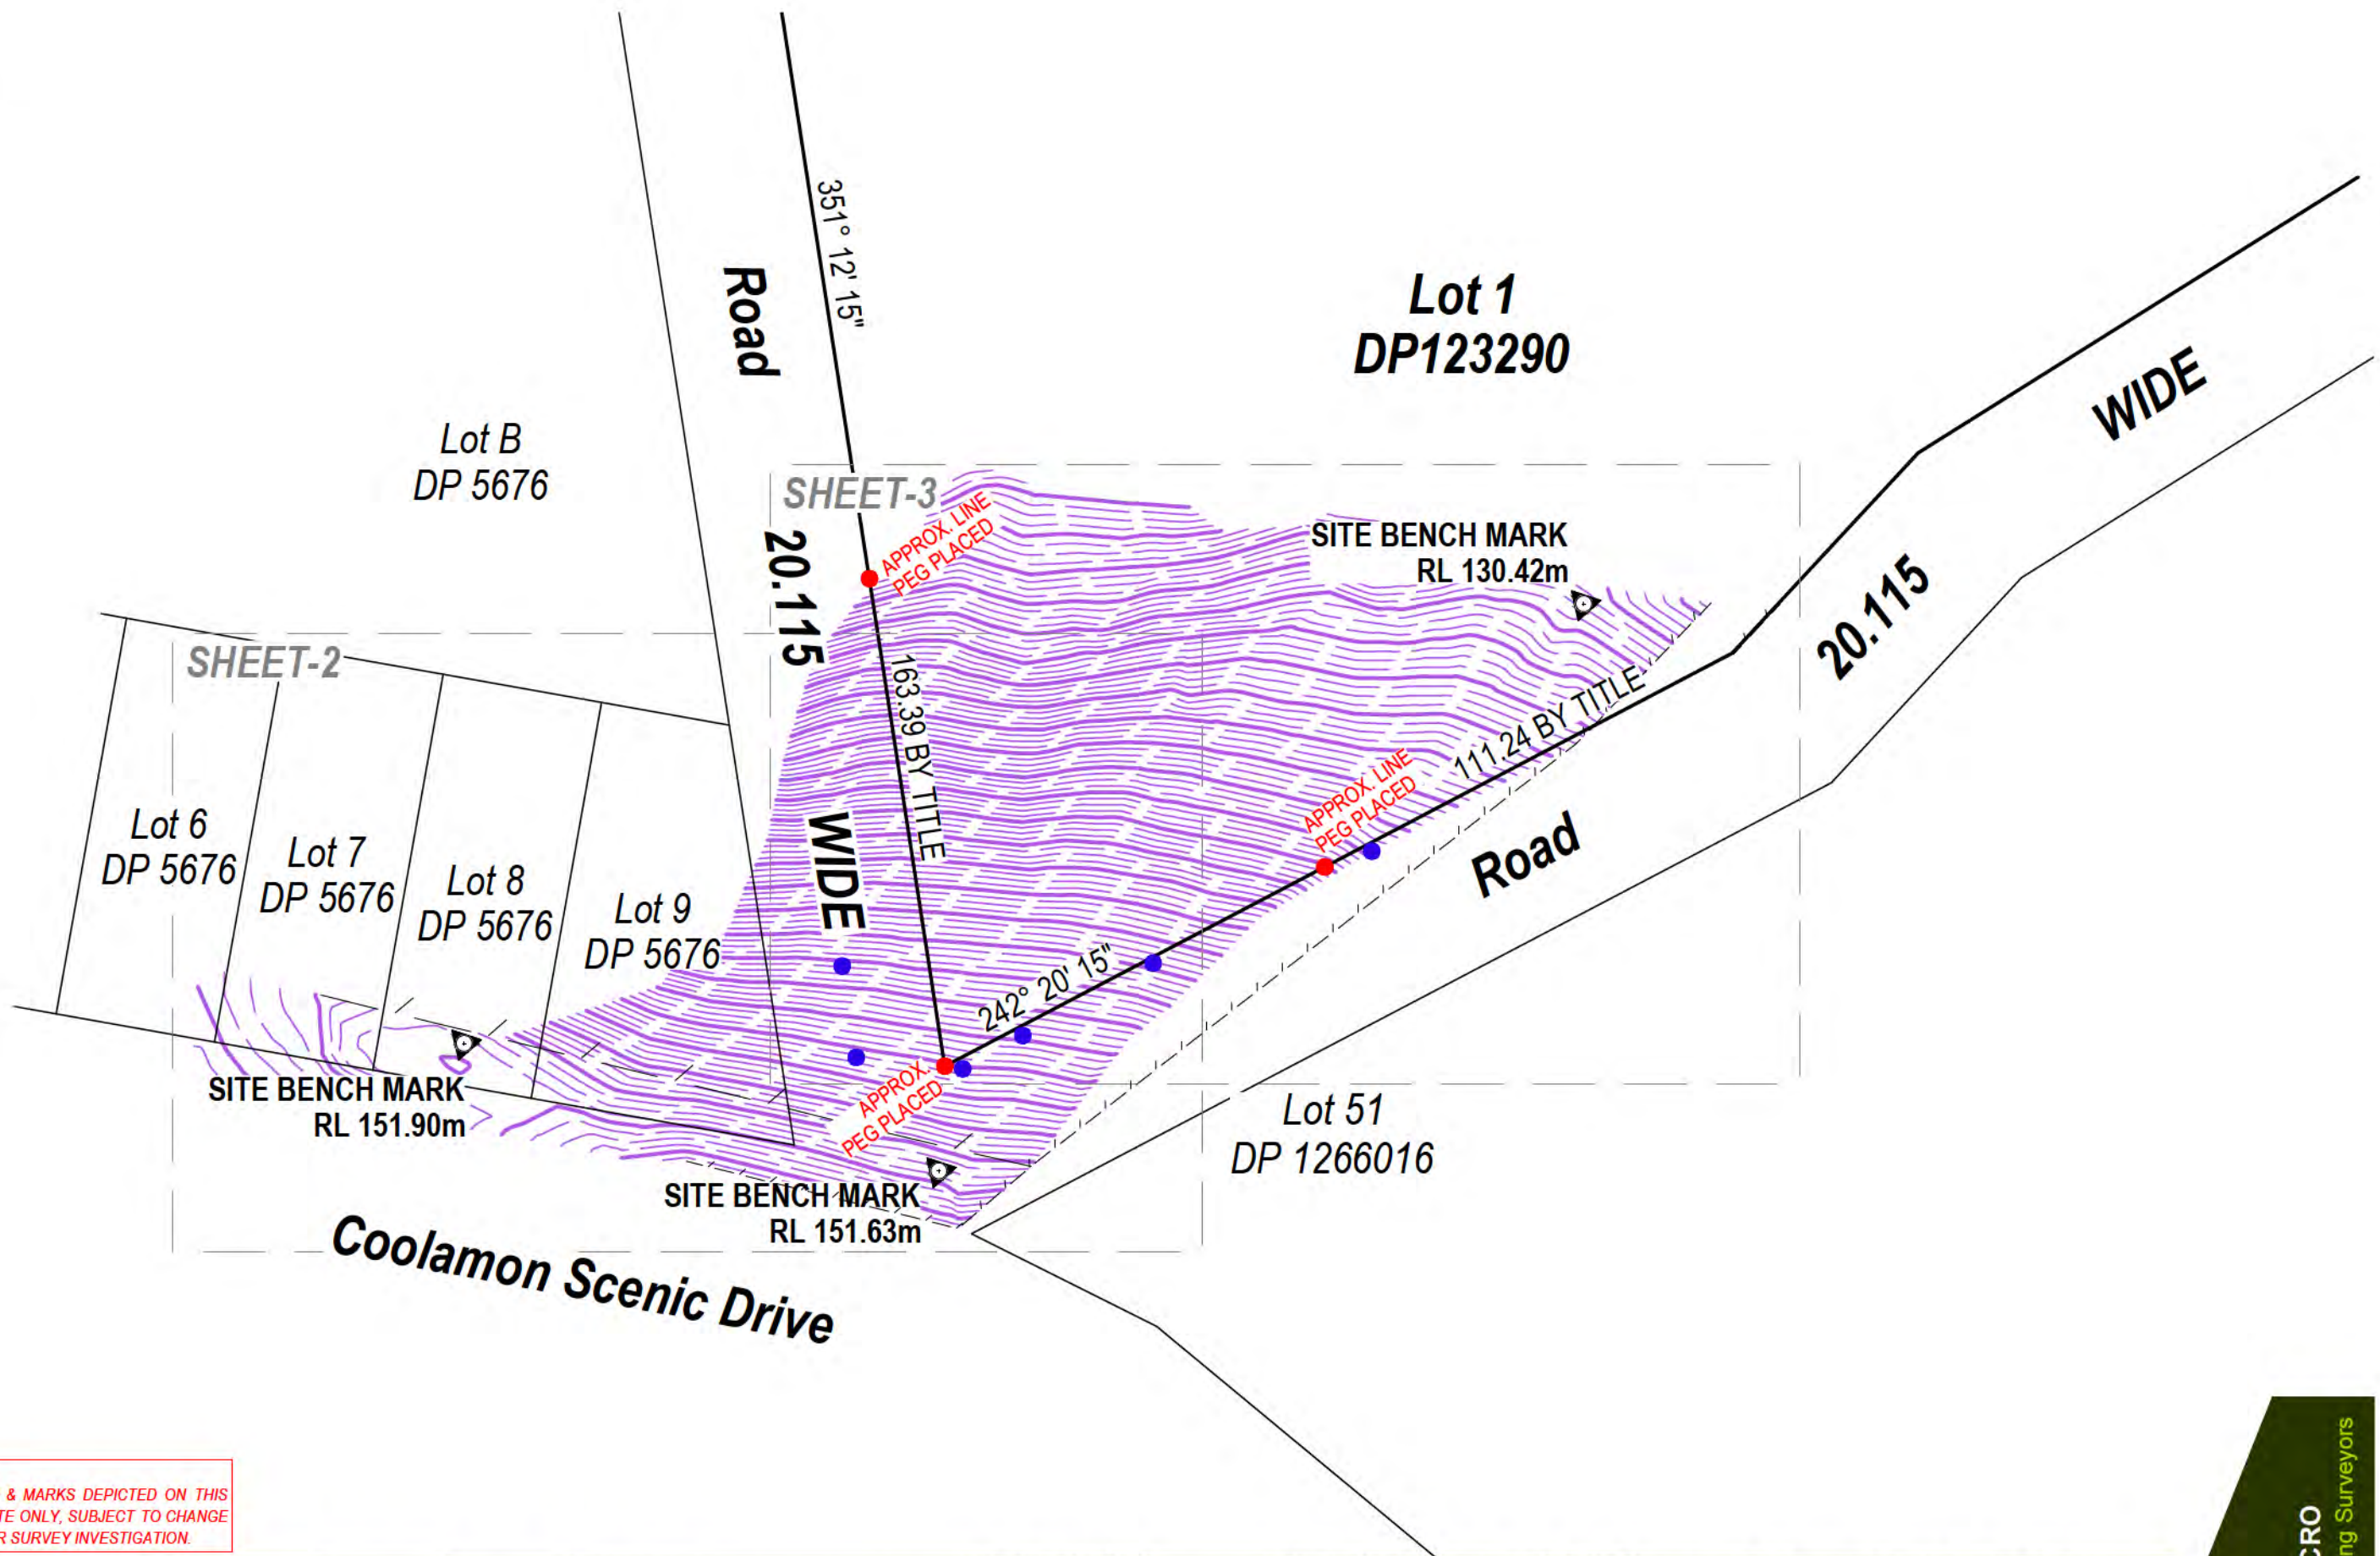 351° 12' 15"
Road
Lot 1
DP123290
WIDE
Lot B
DP 5676
SHEET-3
APPROX. LINE
PEG PLACED
SITE BENCH MARK
RL 130.42m
20.115
20.115
SHEET-2
163.39 BY TITLE
111.24 BY TITLE
APPROX. LINE
PEG PLACED
Lot 6
DP 5676
Lot 7
DP 5676
Lot 8
DP 5676
Lot 9
DP 5676
WIDE
Road
242° 20' 15"
SITE BENCH MARK
RL 151.90m
APPROX.
PEG PLACED
Lot 51
DP 1266016
SITE BENCH MARK
RL 151.63m
Coolamon Scenic Drive
& MARKS DEPICTED ON THIS
ONLY, SUBJECT TO CHANGE
SURVEY INVESTIGATION.
Surveyors